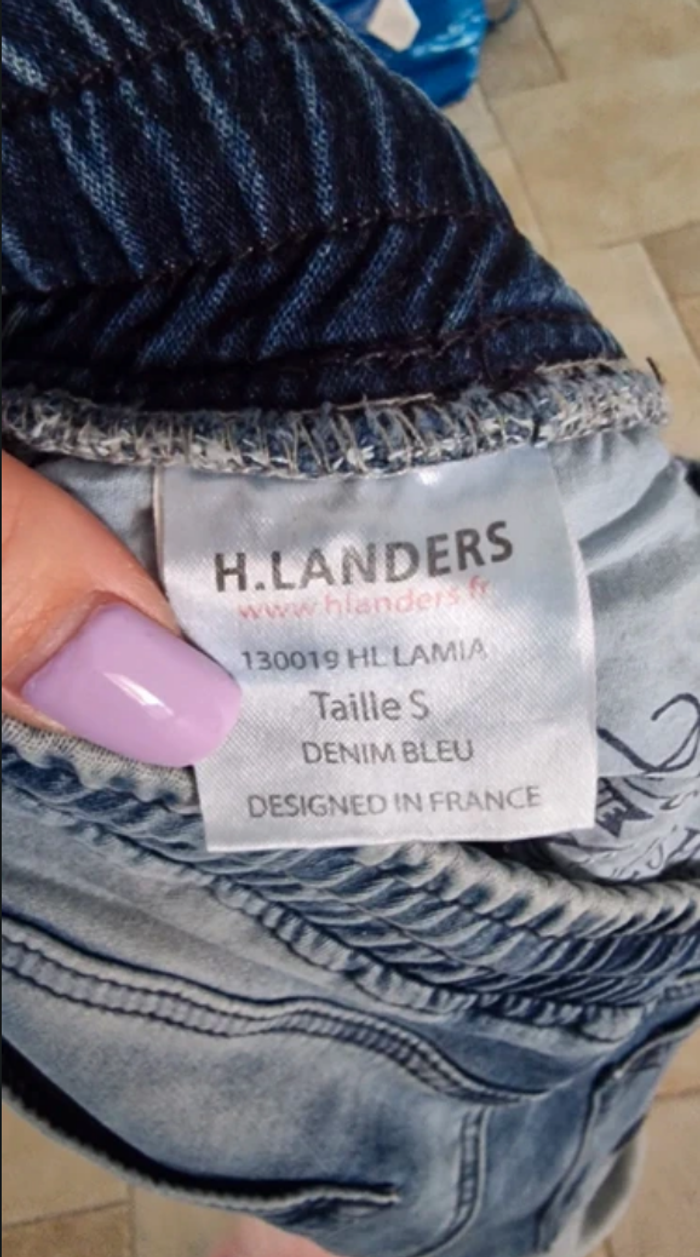 H.LANDERS
www.hlanders.fr
130019 HL LAMIA
Taille S
DENIM BLEU
DESIGNED IN FRANCE